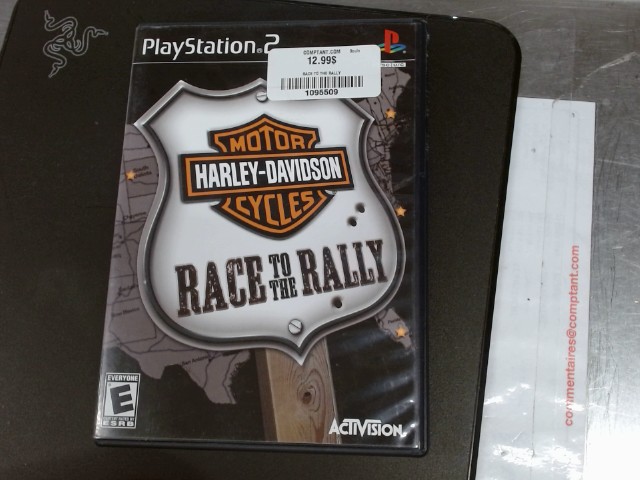 PlayStation 2
COMPTANT.COM
12.99$
RACE TO THE RALLY
1095509
MOTOR
HARLEY-DAVIDSON
CYCLES
RACE TO THE RALLY
EVERYONE
E
ESRB
ACTIVISION
commentaires@comptant.com